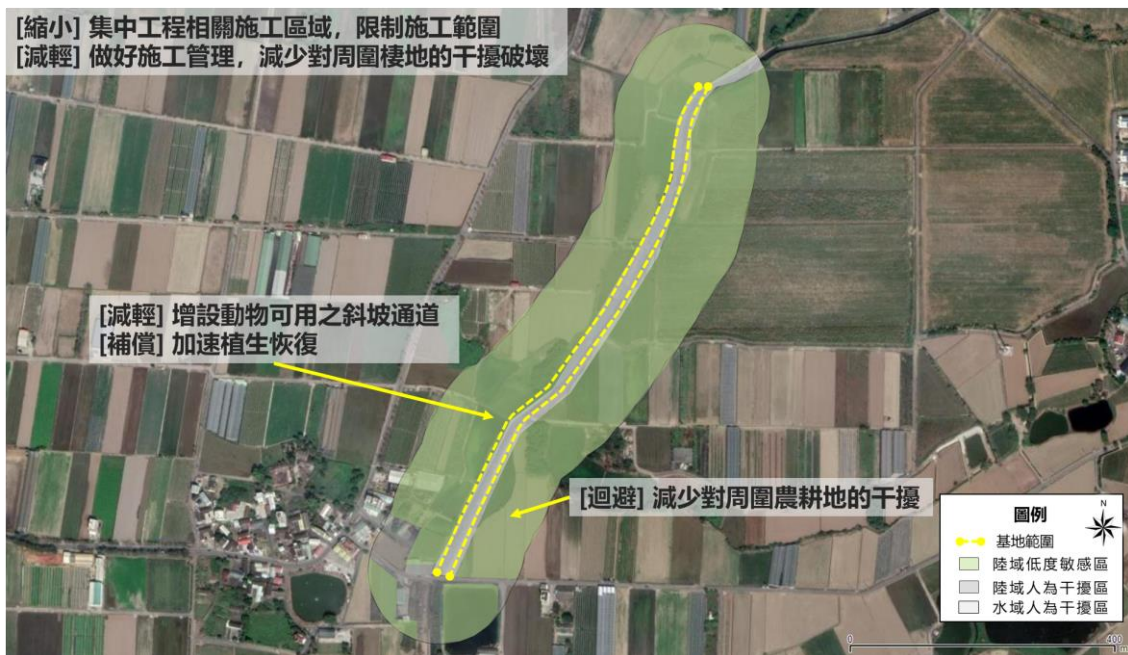 [縮小] 集中工程相關施工區域，限制施工範圍
[減輕] 做好施工管理，減少對周圍棲地的干擾破壞
[減輕] 增設動物可用之斜坡通道
[補償] 加速植生恢復
[迴避] 減少對周圍農耕地的干擾
圖例
N
基地範圍
陸域低度敏感區
陸域人為干擾區
水域人為干擾區
0 400
m